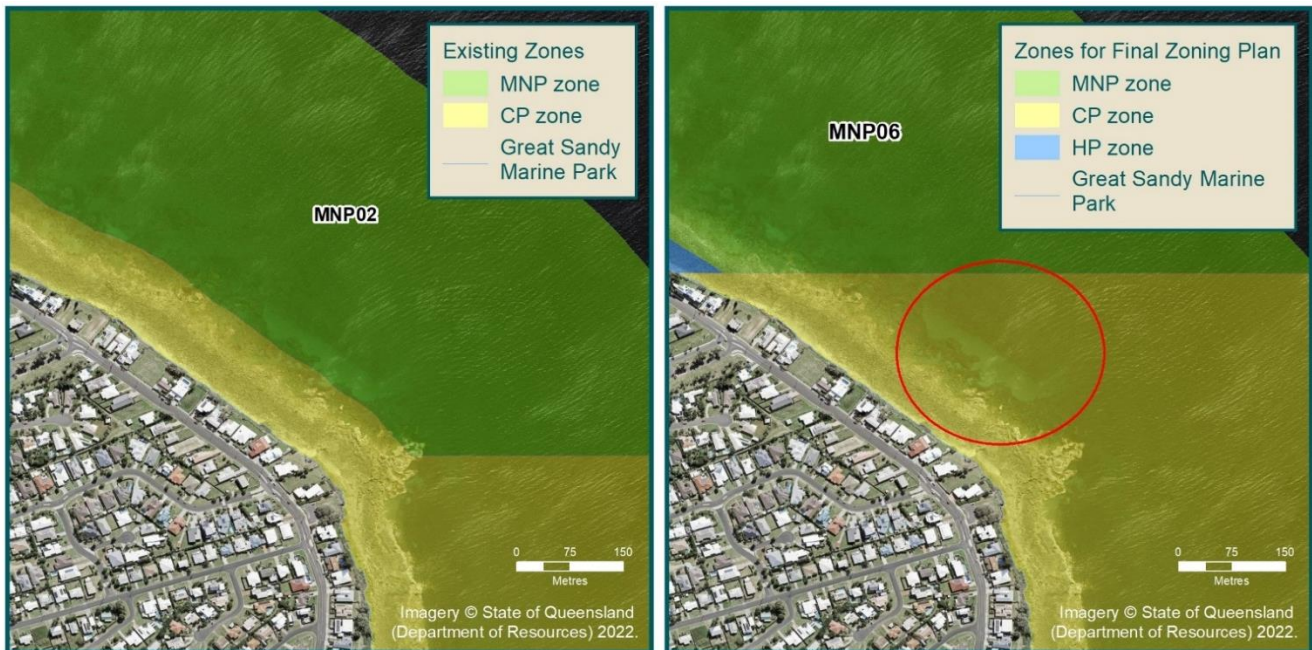 Existing Zones
MNP zone
CP zone
Great Sandy
Marine Park
MNP02
0 75 150
Metres
Imagery © State of Queensland
(Department of Resources) 2022.
Zones for Final Zoning Plan
MNP zone
CP zone
HP zone
Great Sandy Marine
Park
MNP06
0 75 150
Metres
Imagery © State of Queensland
(Department of Resources) 2022.